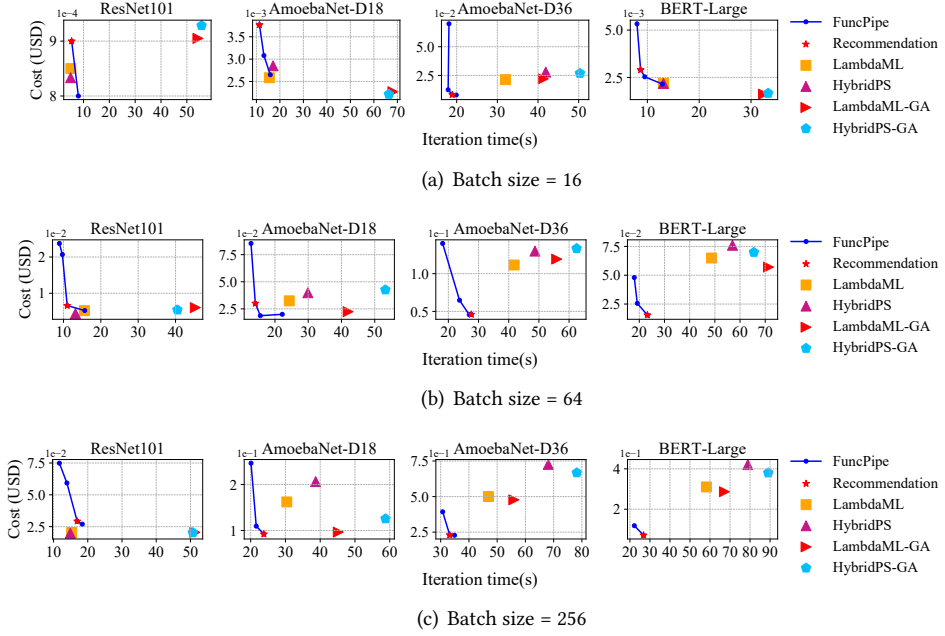 ResNet101 AmoebaNet-D18 AmoebaNet-D36 BERT-Large
1e−4 1e−3 1e−2 1e−3
Cost (USD)
9
8
3.5
3.0
2.5
5.0
2.5
5.0
2.5
10 20 30 40 50
10 20 30 40 50 60 70
20 30 40 50
10 20 30
FuncPipe
Recommendation
LambdaML
HybridPS
LambdaML-GA
HybridPS-GA
Iteration time(s)
(a) Batch size = 16
ResNet101 AmoebaNet-D18 AmoebaNet-D36 BERT-Large
1e−2 1e−2 1e−1 1e−2
Cost (USD)
2
1
7.5
5.0
2.5
1.0
0.5
7.5
5.0
2.5
10 20 30 40
20 30 40 50
20 30 40 50 60
20 30 40 50 60 70
FuncPipe
Recommendation
LambdaML
HybridPS
LambdaML-GA
HybridPS-GA
Iteration time(s)
(b) Batch size = 64
ResNet101 AmoebaNet-D18 AmoebaNet-D36 BERT-Large
1e−2 1e−1 1e−1 1e−1
Cost (USD)
7.5
5.0
2.5
2
1
7.5
5.0
2.5
4
2
10 20 30 40 50
20 30 40 50 60
30 40 50 60 70 80
20 30 40 50 60 70 80 90
FuncPipe
Recommendation
LambdaML
HybridPS
LambdaML-GA
HybridPS-GA
Iteration time(s)
(c) Batch size = 256